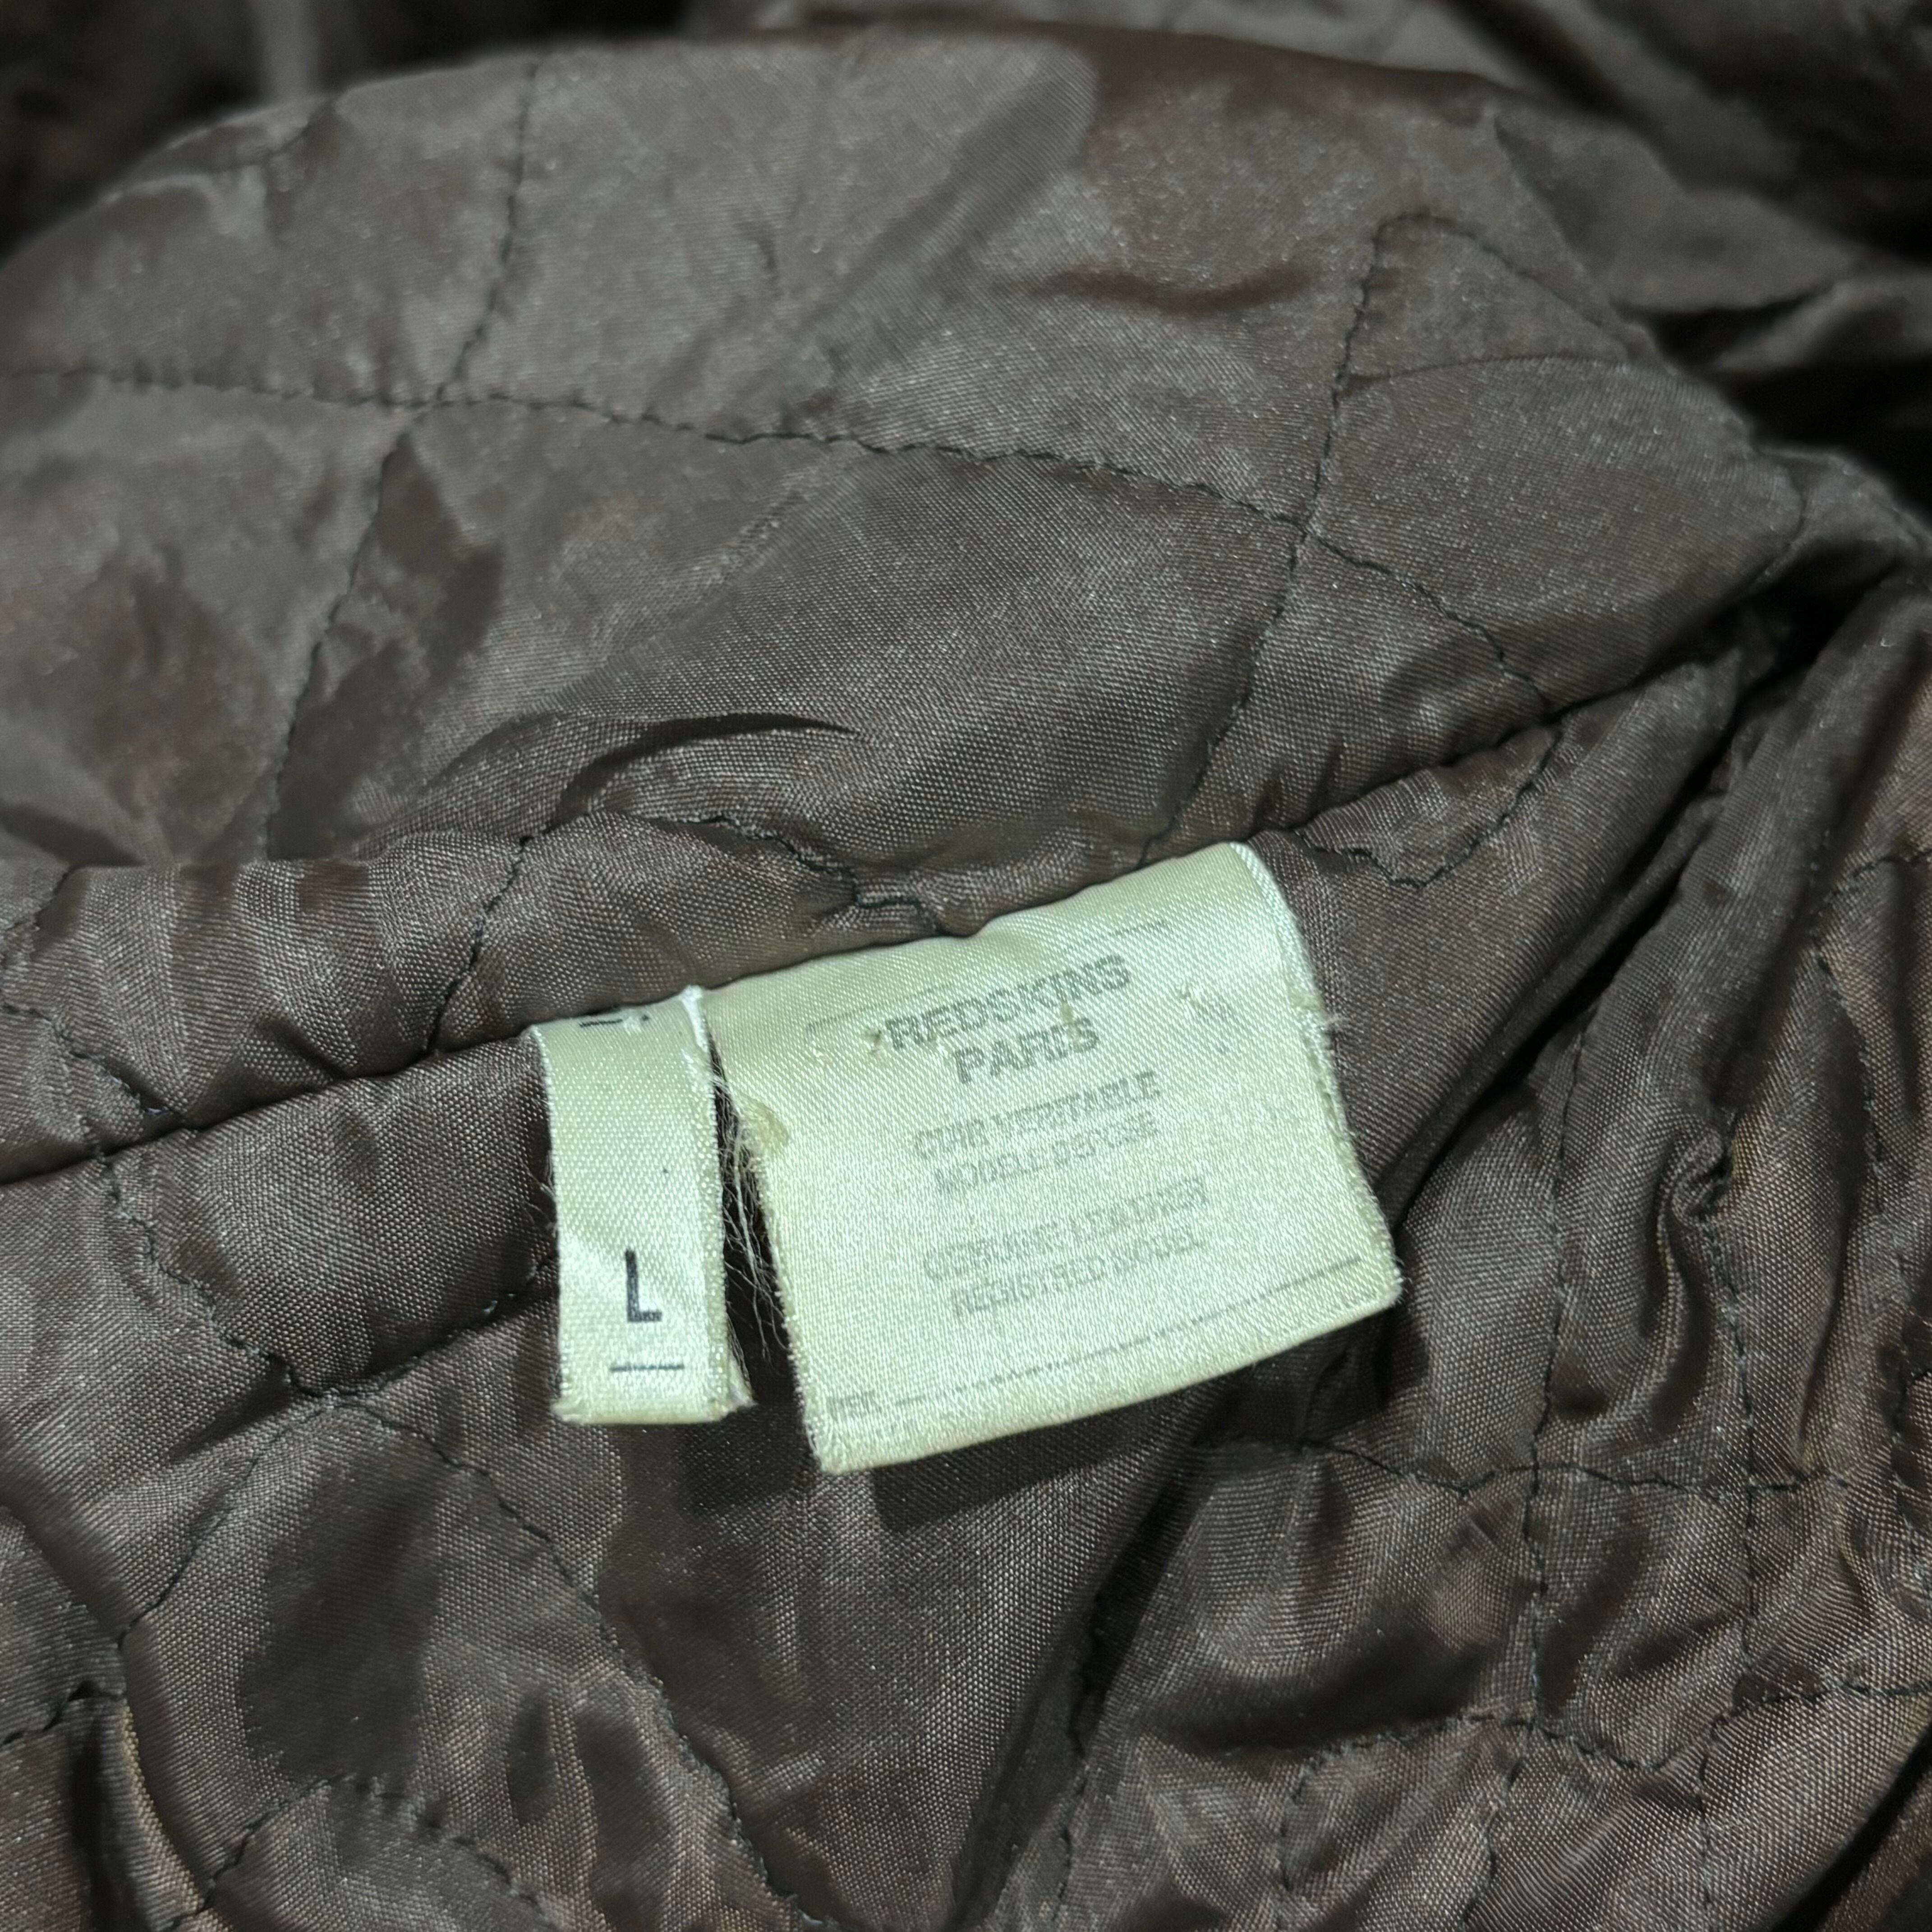 L
REDSKINS
PARIS
CUIR VERITABLE
MODELE DEPOSE
GENUINE LEATHER
REGISTRED MODEL